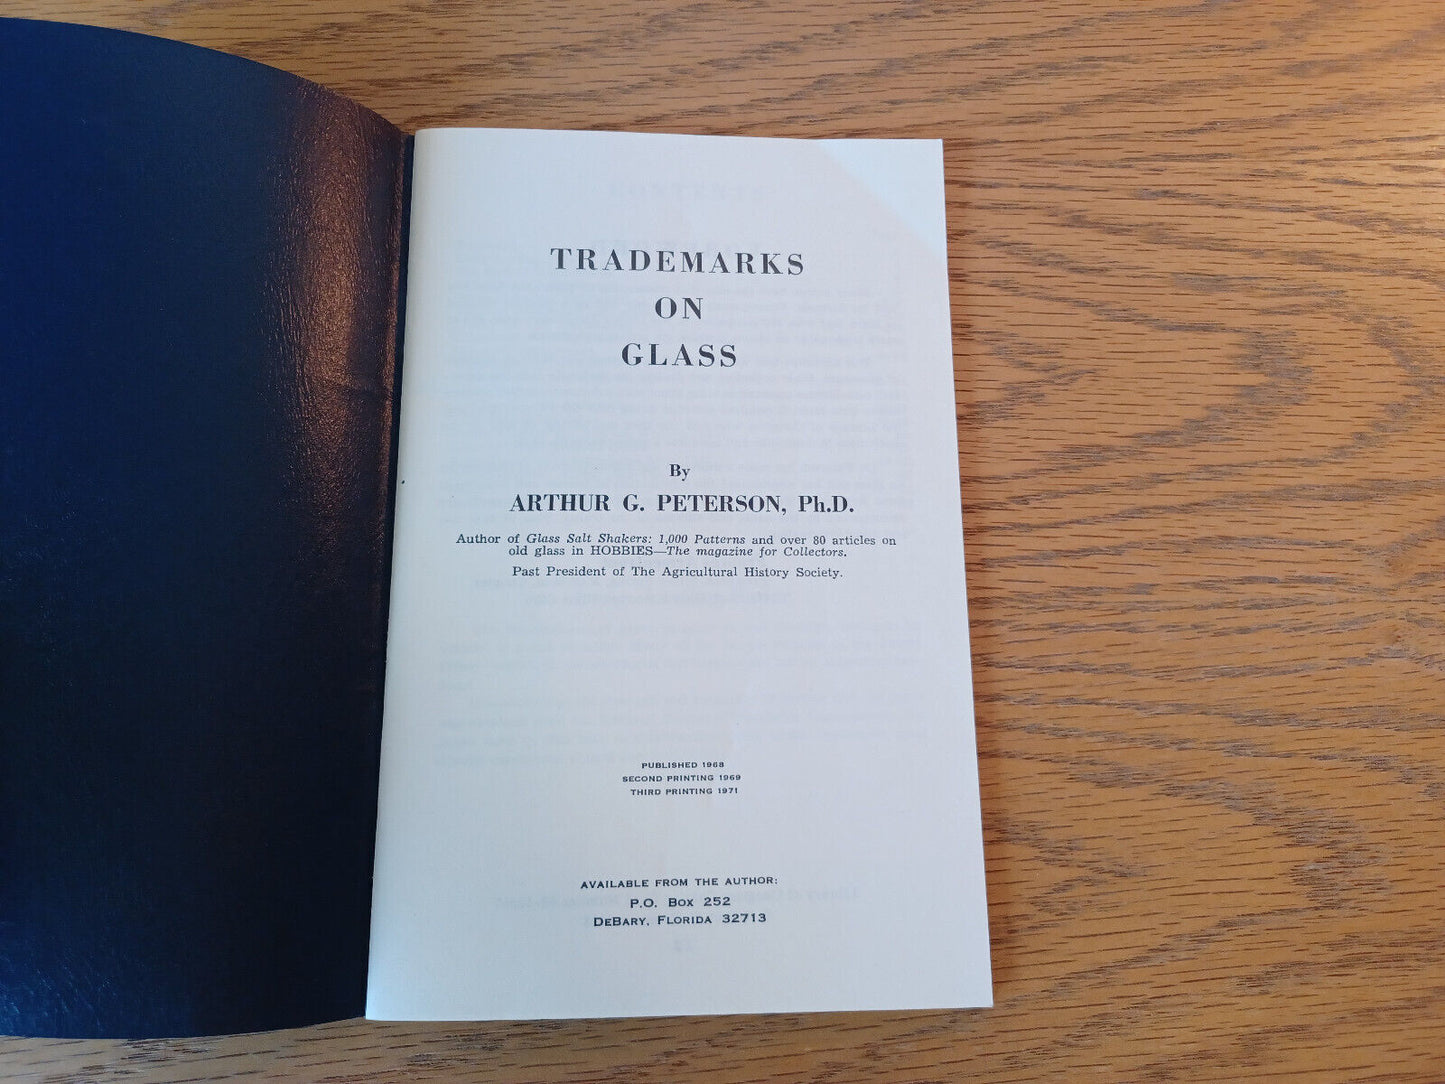 TRADEMARKS
ON
GLASS
By
ARTHUR G. PETERSON, Ph.D.
Author of Glass Salt Shakers: 1,000 Patterns and over 80 articles on
old glass in HOBBIES—The magazine for Collectors.
Past President of The Agricultural History Society.
PUBLISHED 1968
SECOND PRINTING 1969
THIRD PRINTING 1971
AVAILABLE FROM THE AUTHOR:
P.O. Box 252
DeBary, Florida 32713